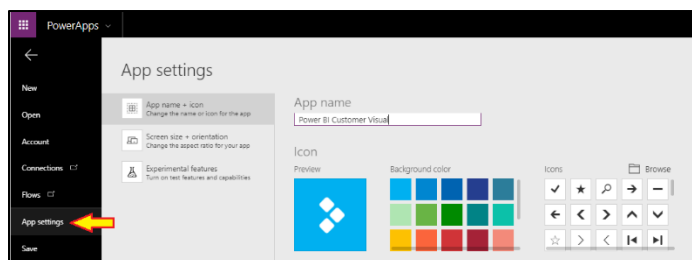 PowerApps
New
Open
Account
Connections
Flows
App settings
Save
App settings
App name + icon
Change the name or icon for the app
Screen size + orientation
Change the aspect ratio for your app
Experimental features
Turn on test features and capabilities
App name
Power BI Customer Visual
Icon
Preview
Background color
Icons
Browse